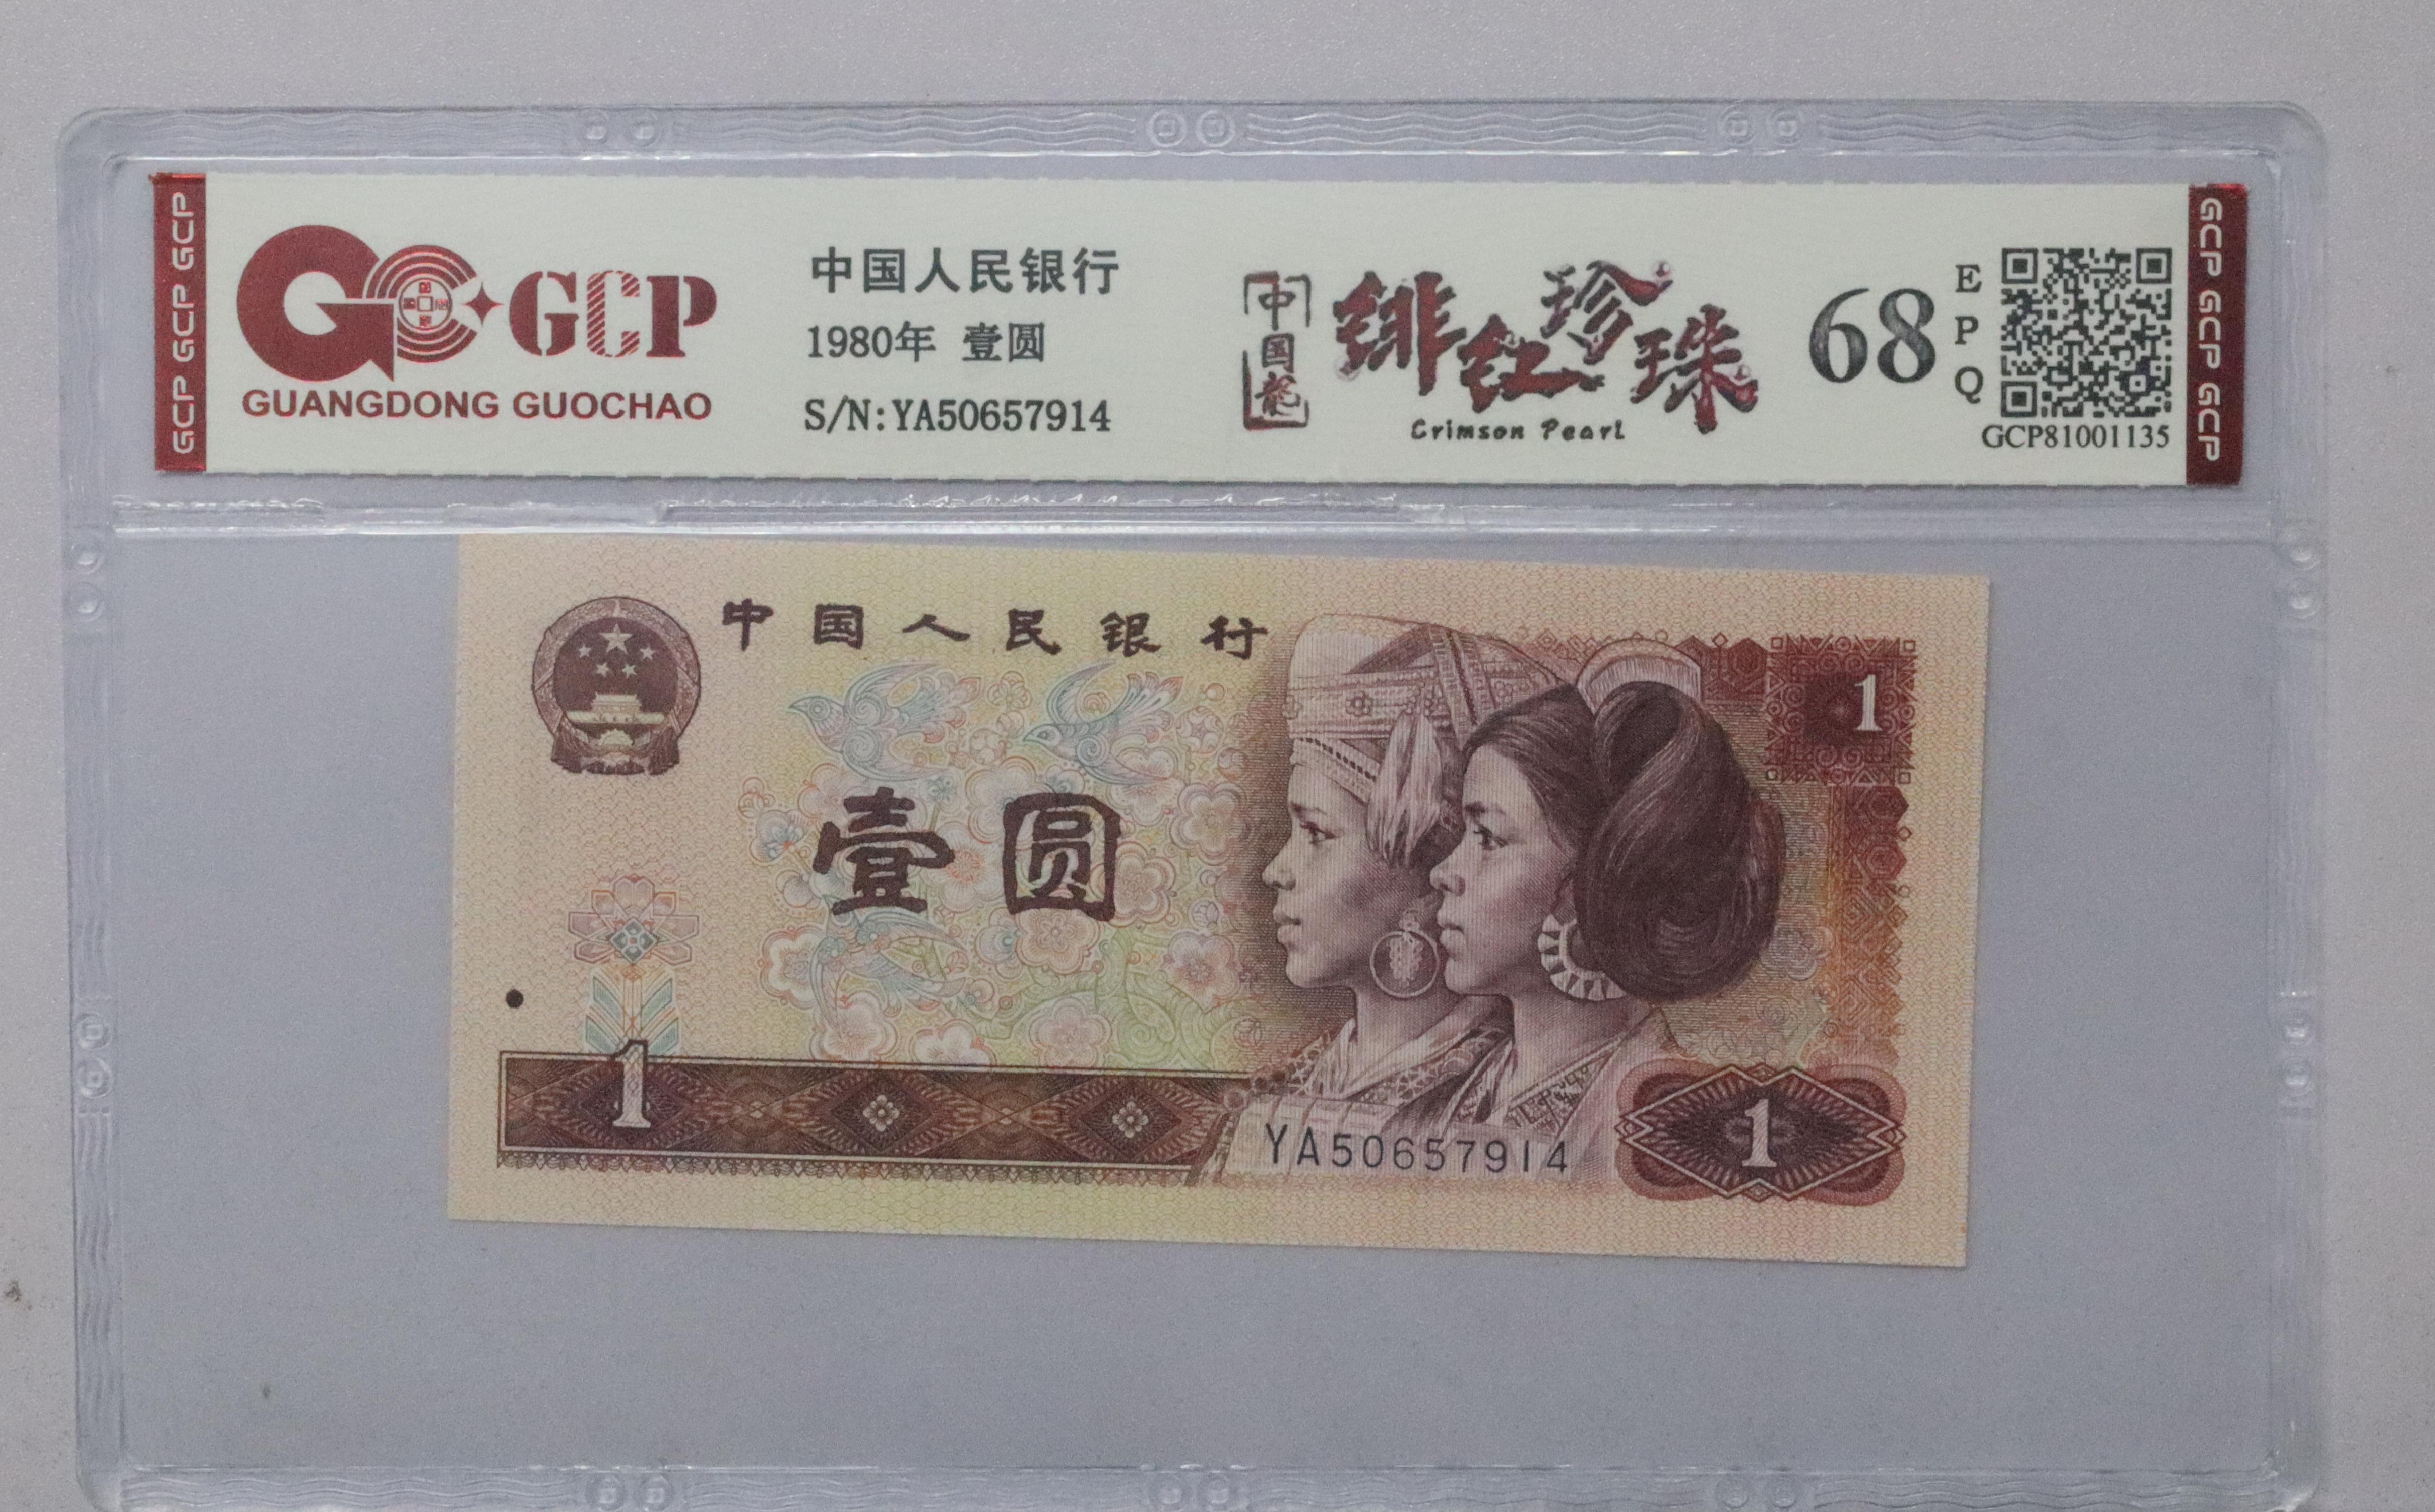 GCP GCP GCP
GCP
GUANGDONG GUOCHAO
中国人民银行
1980年 壹圆
S/N:YA50657914
中国龍
绯红珍珠
Crimson Pearl
68
EPQ
GCP81001135
GCP GCP GCP
中国人民银行
1
壹圆
1
YA50657914
1